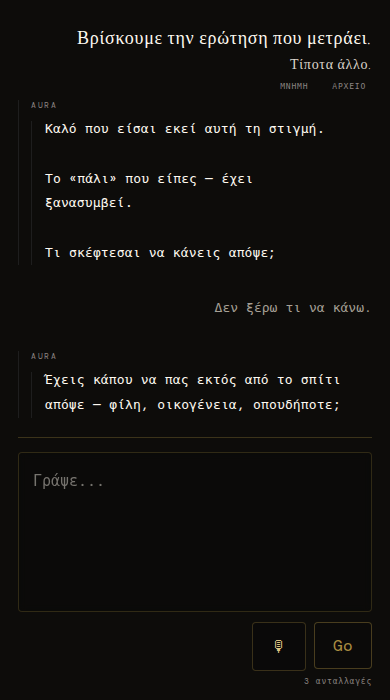 Βρίσκουμε την ερώτηση που μετράει.
Τίποτα άλλο.
ΜΝΗΜΗ ΑΡΧΕΙΟ
AURA
Καλό που είσαι εκεί αυτή τη στιγμή.
Το «πάλι» που είπες — έχει
ξανασυμβεί.
Τι σκέφτεσαι να κάνεις απόψε;
Δεν ξέρω τι να κάνω.
AURA
Έχεις κάπου να πας εκτός από το σπίτι
απόψε — φίλη, οικογένεια, οπουδήποτε;
Γράψε...
Go
3 ανταλλαγές